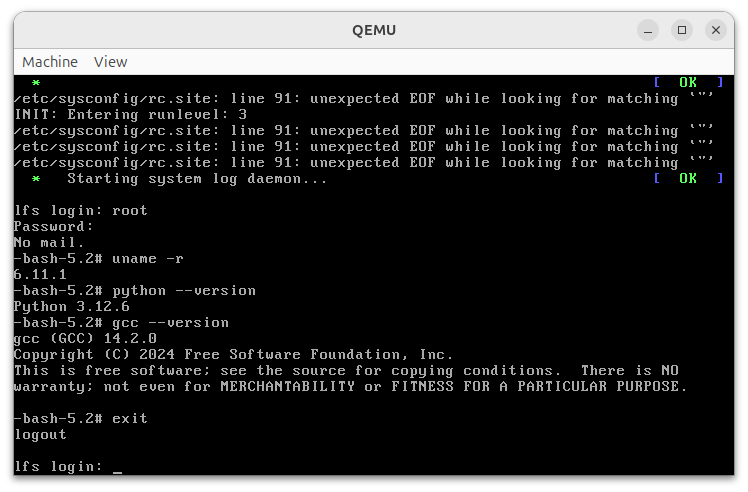 QEMU
Machine View
* [ OK ]
/etc/sysconfig/rc.site: line 91: unexpected EOF while looking for matching `"'
INIT: Entering runlevel: 3
/etc/sysconfig/rc.site: line 91: unexpected EOF while looking for matching `"'
/etc/sysconfig/rc.site: line 91: unexpected EOF while looking for matching `"'
/etc/sysconfig/rc.site: line 91: unexpected EOF while looking for matching `"'
* Starting system log daemon... [ OK ]
lfs login: root
Password:
No mail.
-bash-5.2# uname -r
6.11.1
-bash-5.2# python --version
Python 3.12.6
-bash-5.2# gcc --version
gcc (GCC) 14.2.0
Copyright (C) 2024 Free Software Foundation, Inc.
This is free software; see the source for copying conditions.  There is NO
warranty; not even for MERCHANTABILITY or FITNESS FOR A PARTICULAR PURPOSE.
-bash-5.2# exit
logout
lfs login: _